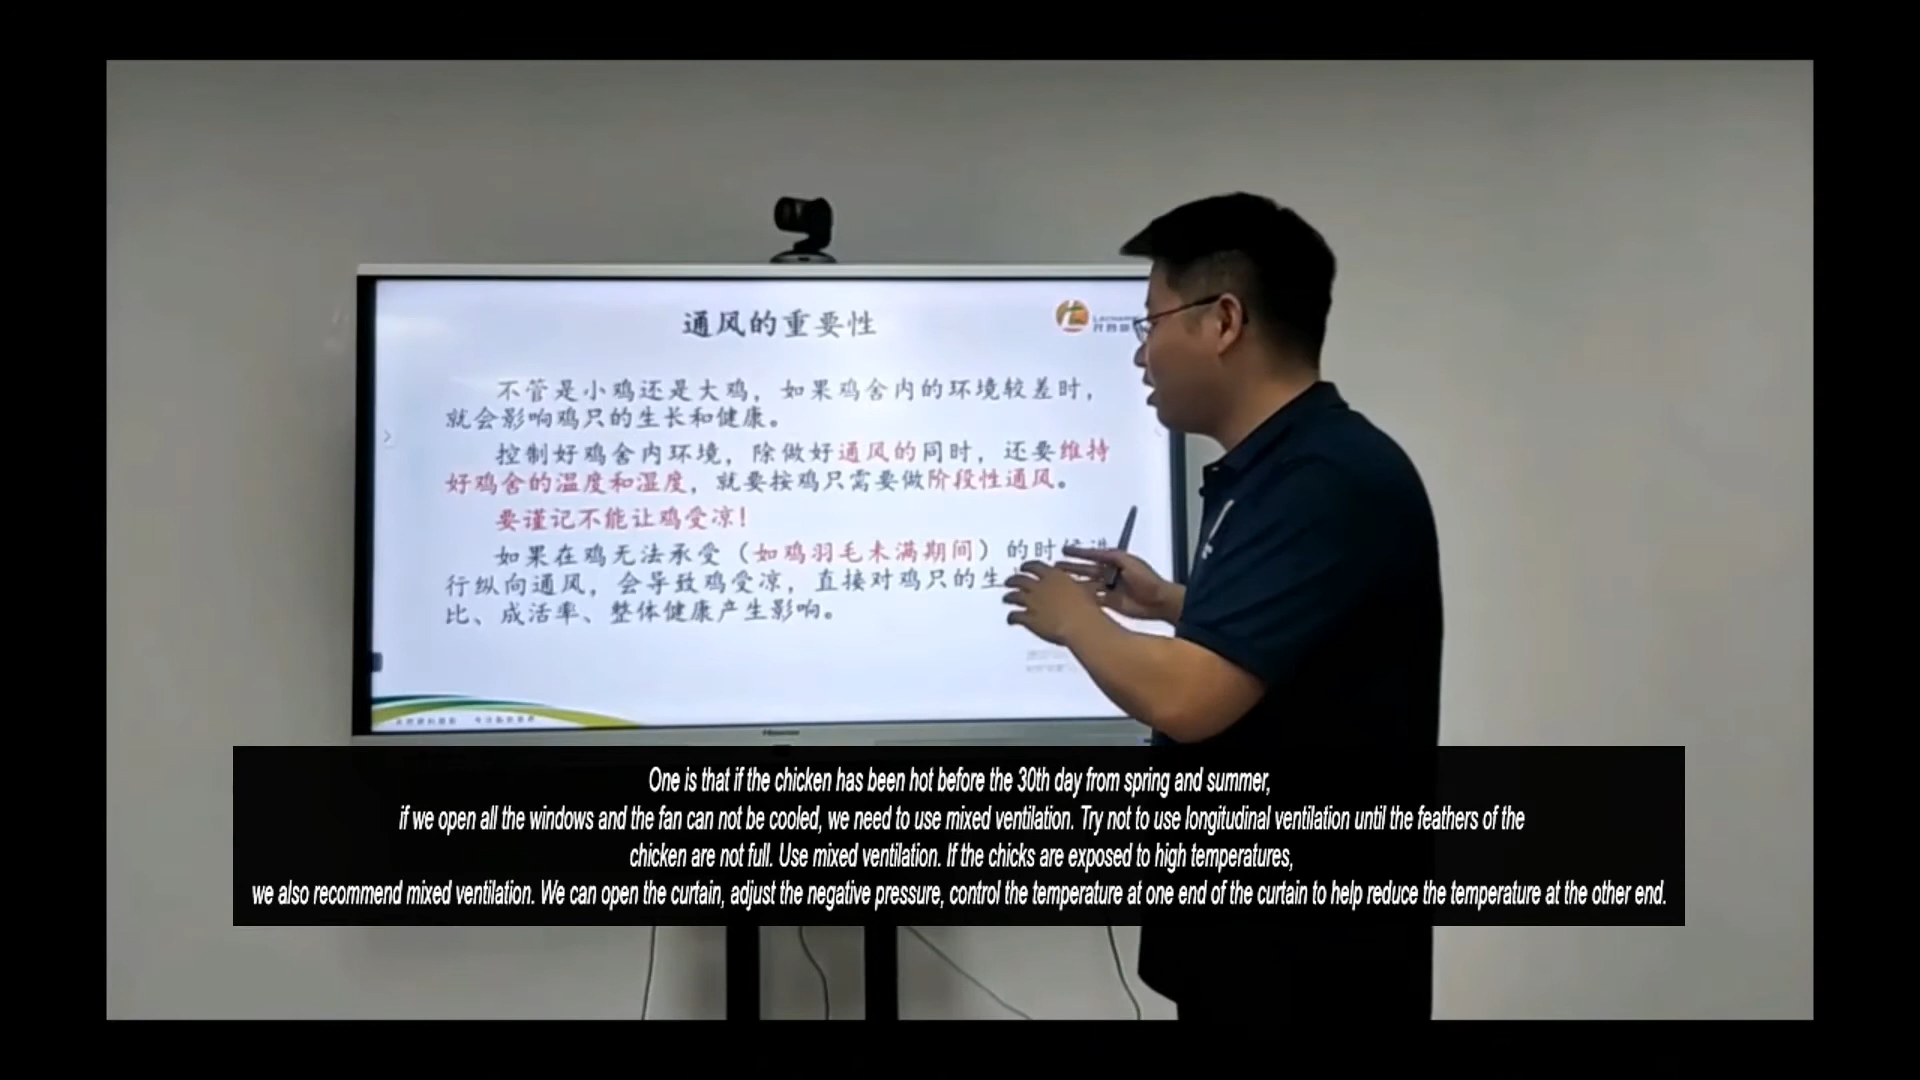 通风的重要性
不管是小鸡还是大鸡，如果鸡舍内的环境较差时，
就会影响鸡只的生长和健康。
控制好鸡舍内环境，除做好通风的同时，还要维持
好鸡舍的温度和湿度，就要按鸡只需要做阶段性通风。
要谨记不能让鸡受凉！
如果在鸡无法承受（如鸡羽毛未满期间）的时候
行纵向通风，会导致鸡受凉，直接对鸡只的生
比、成活率、整体健康产生影响。
Hisense
One is that if the chicken has been hot before the 30th day from spring and summer,
if we open all the windows and the fan can not be cooled, we need to use mixed ventilation. Try not to use longitudinal ventilation until the feathers of the
chicken are not full. Use mixed ventilation. If the chicks are exposed to high temperatures,
we also recommend mixed ventilation. We can open the curtain, adjust the negative pressure, control the temperature at one end of the curtain to help reduce the temperature at the other end.